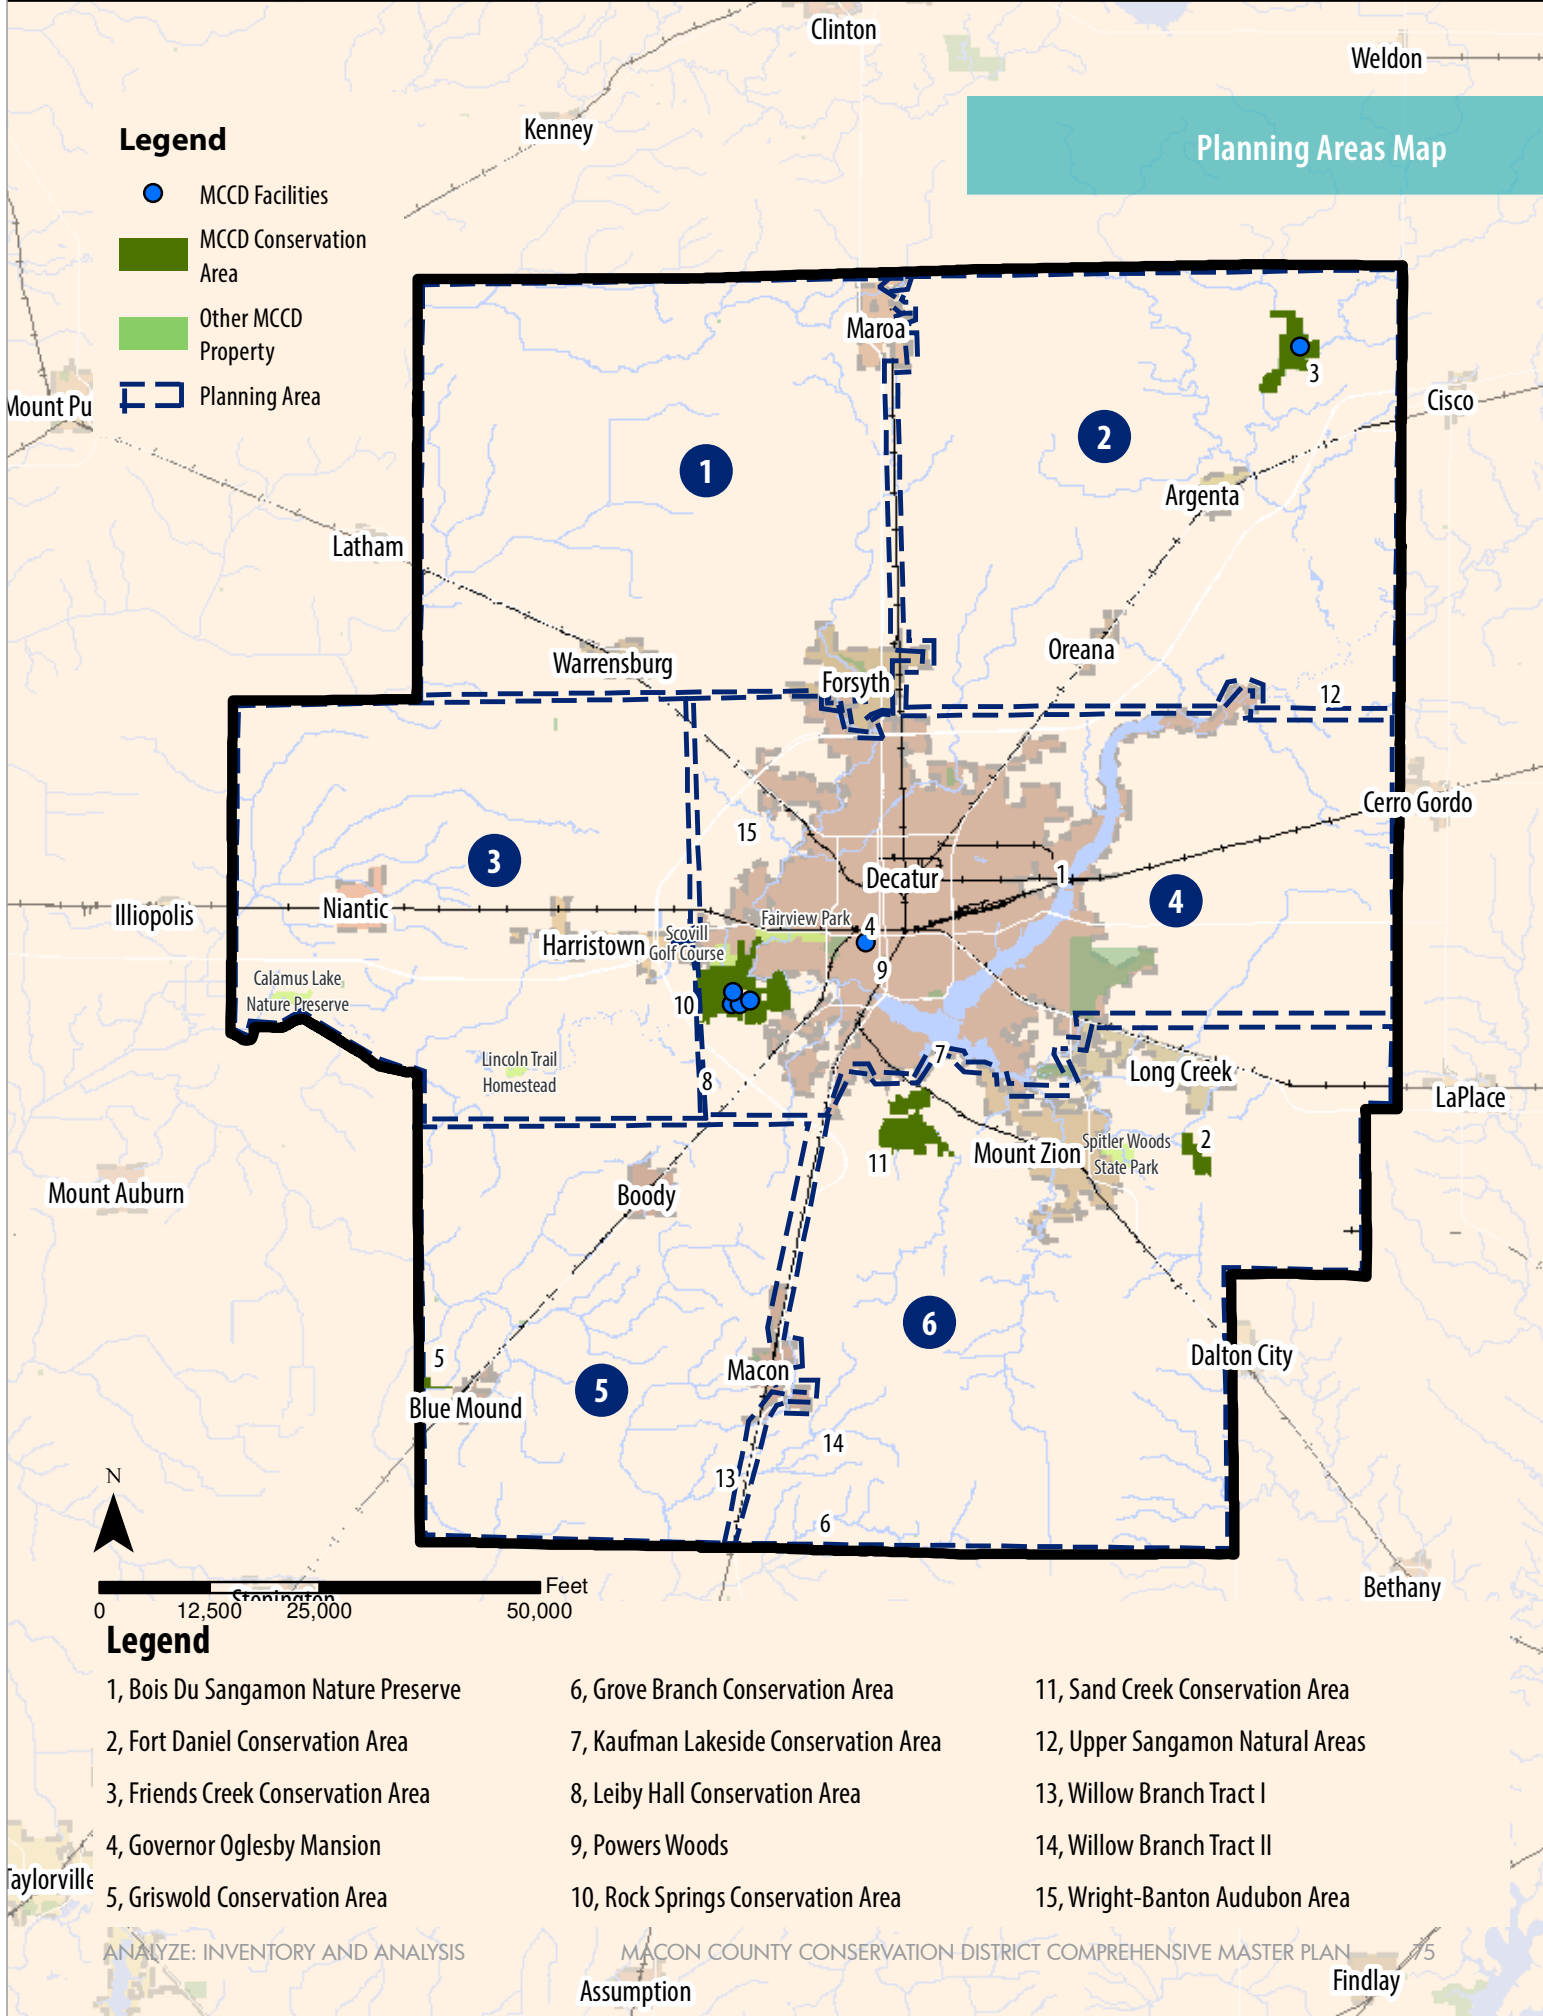 Clinton
Weldon
Kenney
Planning Areas Map
Legend
MCCD Facilities
MCCD Conservation
Area
Other MCCD
Property
Planning Area
Maroa
3
Mount Pu
Cisco
2
1
Argenta
Latham
Oreana
Warrensburg
Forsyth
12
Cerro Gordo
15
3
Decatur
1
4
Illiopolis
Niantic
Fairview Park
4
Harristown
Scovill
Golf Course
9
Calamus Lake
Nature Preserve
10
7
Lincoln Trail
Homestead
8
Long Creek
LaPlace
11
Mount Zion
Spitler Woods
State Park
2
Mount Auburn
Boody
6
5
Macon
Dalton City
5
Blue Mound
14
N
13
6
Feet
Stonington
Bethany
0 12,500 25,000 50,000
Legend
1, Bois Du Sangamon Nature Preserve
2, Fort Daniel Conservation Area
3, Friends Creek Conservation Area
4, Governor Oglesby Mansion
5, Griswold Conservation Area
6, Grove Branch Conservation Area
7, Kaufman Lakeside Conservation Area
8, Leiby Hall Conservation Area
9, Powers Woods
10, Rock Springs Conservation Area
11, Sand Creek Conservation Area
12, Upper Sangamon Natural Areas
13, Willow Branch Tract I
14, Willow Branch Tract II
15, Wright-Banton Audubon Area
Taylorville
ANALYZE: INVENTORY AND ANALYSIS
MACON COUNTY CONSERVATION DISTRICT COMPREHENSIVE MASTER PLAN 75
Assumption
Findlay